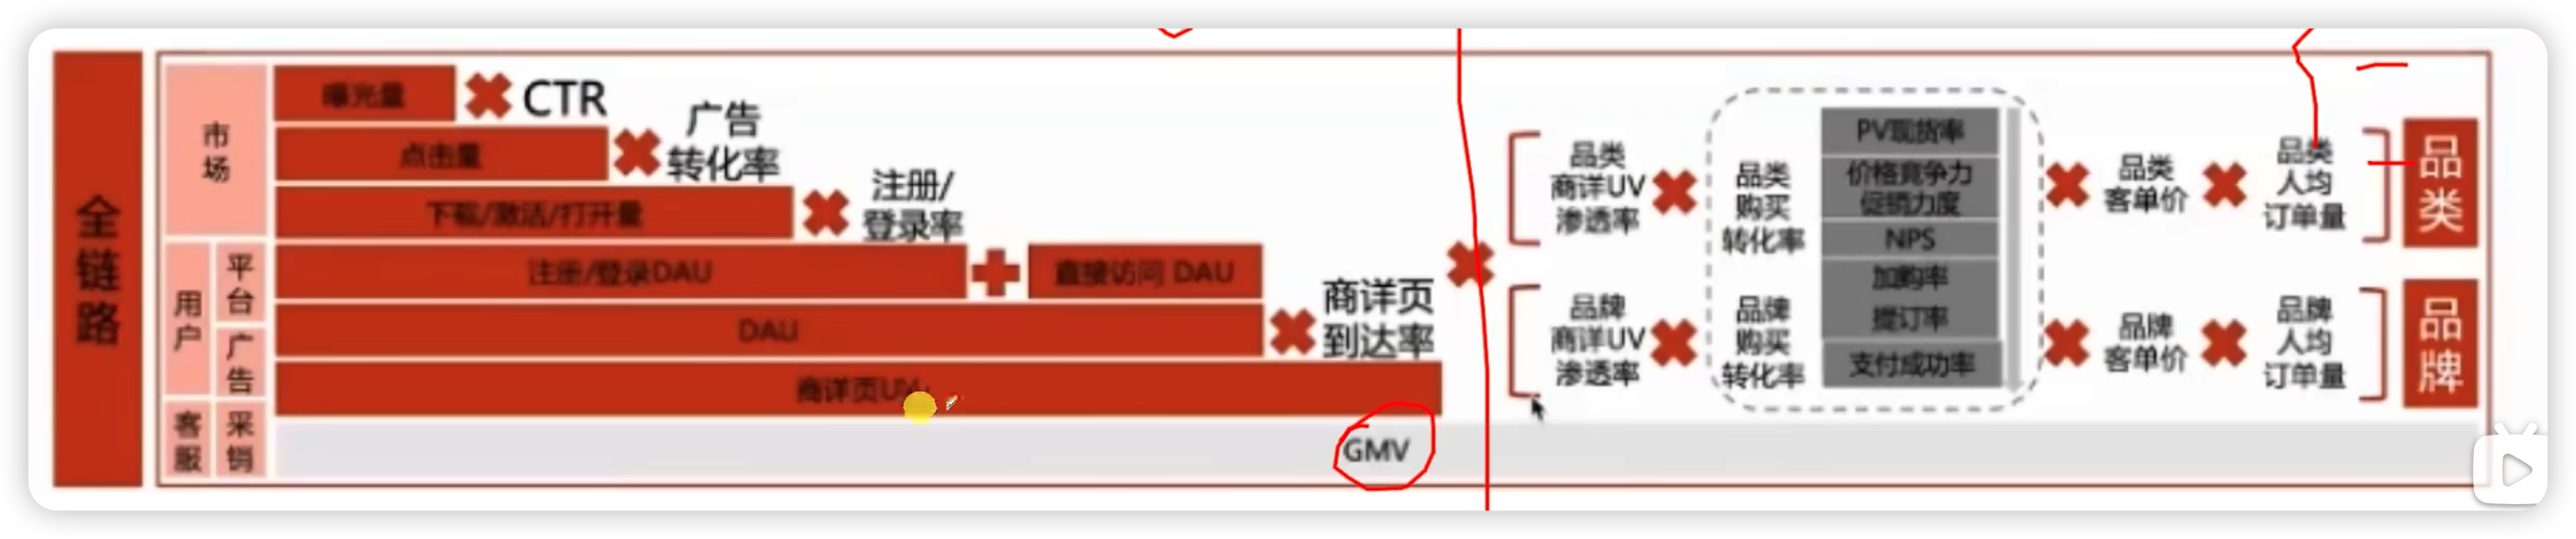 全链路
市场
曝光量
CTR
点击量
广告
转化率
下载/激活/打开量
注册/
登录率
用户
平台
注册/登录DAU
直接访问 DAU
广告
DAU
商详页
到达率
商详页UV
客服
采销
GMV
品类
商详UV
渗透率
品类
购买
转化率
PV现货率
价格竞争力
促销力度
NPS
加购率
提订率
支付成功率
品类
客单价
品类
人均
订单量
品类
品牌
商详UV
渗透率
品牌
购买
转化率
品牌
客单价
品牌
人均
订单量
品牌